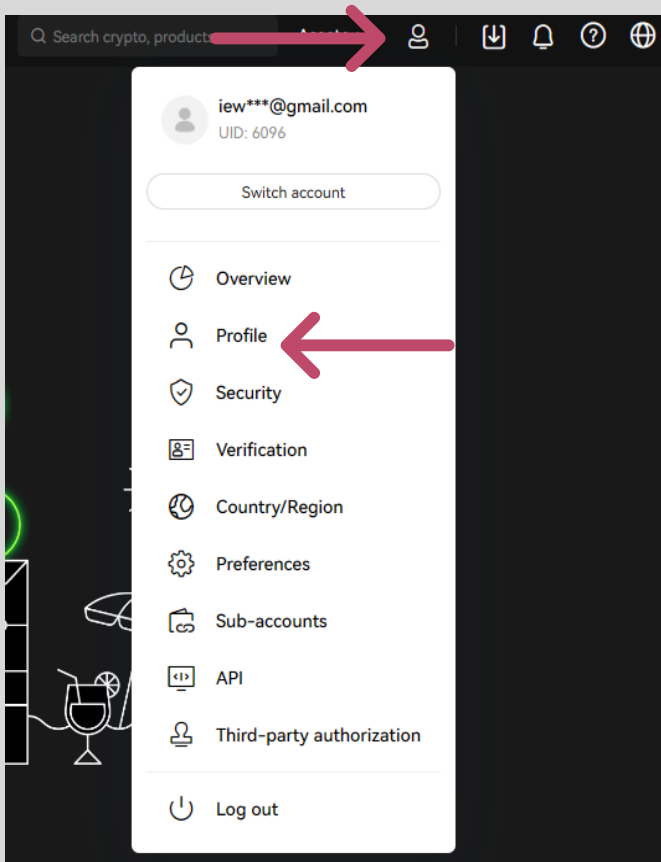 Search crypto, products
iew***@gmail.com
UID: 6096
Switch account
Overview
Profile
Security
Verification
Country/Region
Preferences
Sub-accounts
API
Third-party authorization
Log out